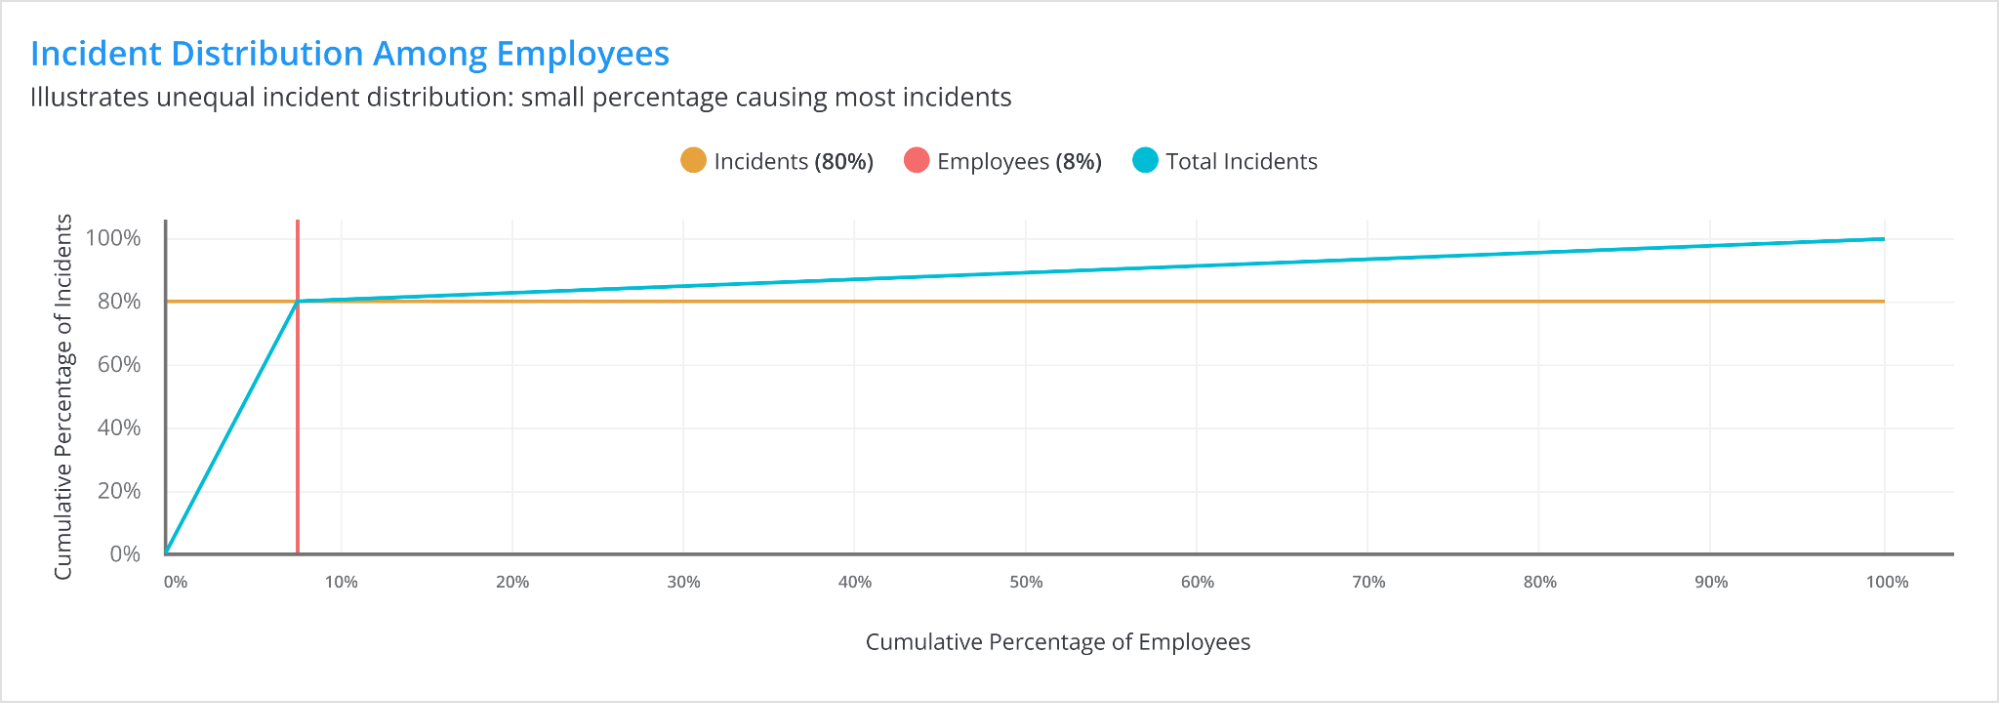 Incident Distribution Among Employees
Illustrates unequal incident distribution: small percentage causing most incidents
Incidents (80%) Employees (8%) Total Incidents
Cumulative Percentage of Incidents
100%
80%
60%
40%
20%
0%
0% 10% 20% 30% 40% 50% 60% 70% 80% 90% 100%
Cumulative Percentage of Employees